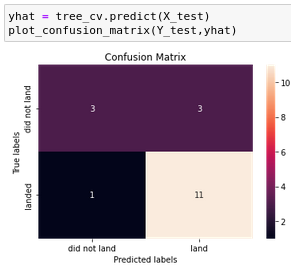 yhat = tree_cv.predict(X_test)
plot_confusion_matrix(Y_test,yhat)
Confusion Matrix
True labels
did not land
landed
3
3
1
11
10
8
6
4
2
did not land
land
Predicted labels